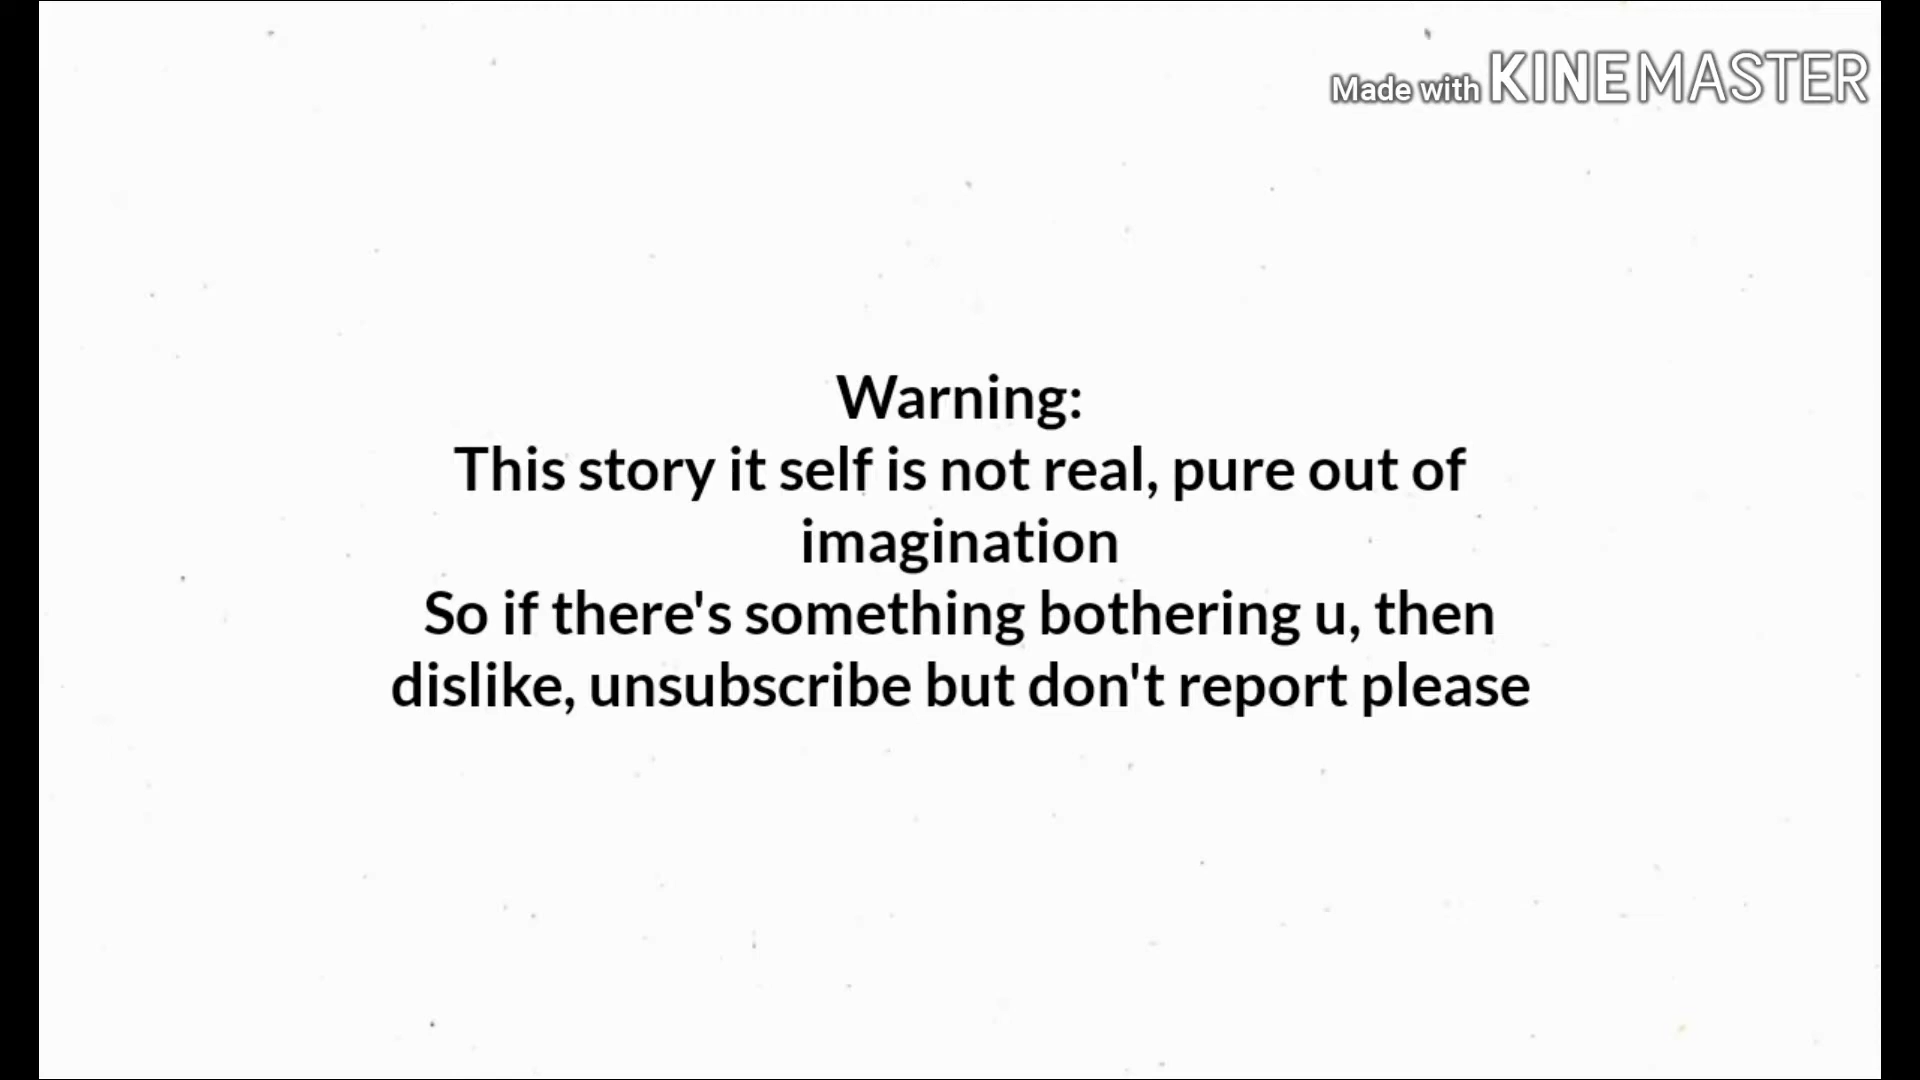 Made with KINEMASTER
Warning:
This story it self is not real, pure out of
imagination
So if there's something bothering u, then
dislike, unsubscribe but don't report please